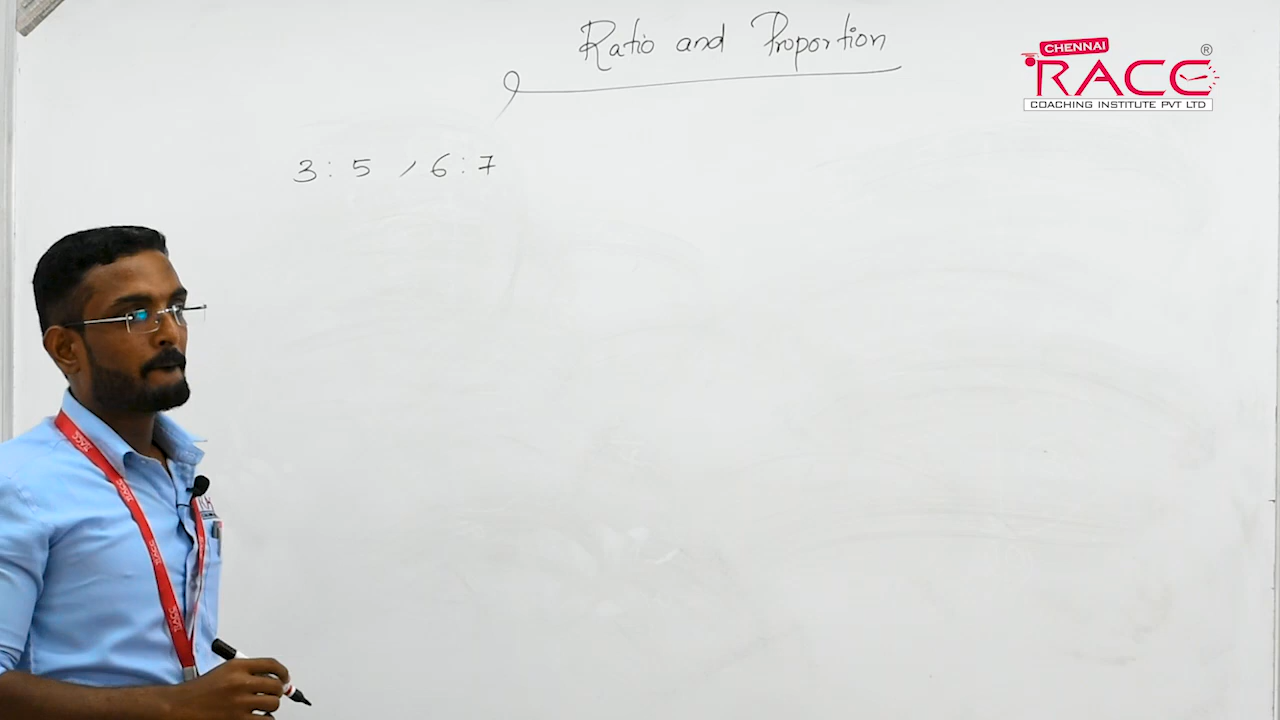 Ratio and Proportion
CHENNAI
RACE®
COACHING INSTITUTE PVT LTD
3 : 5 , 6 : 7